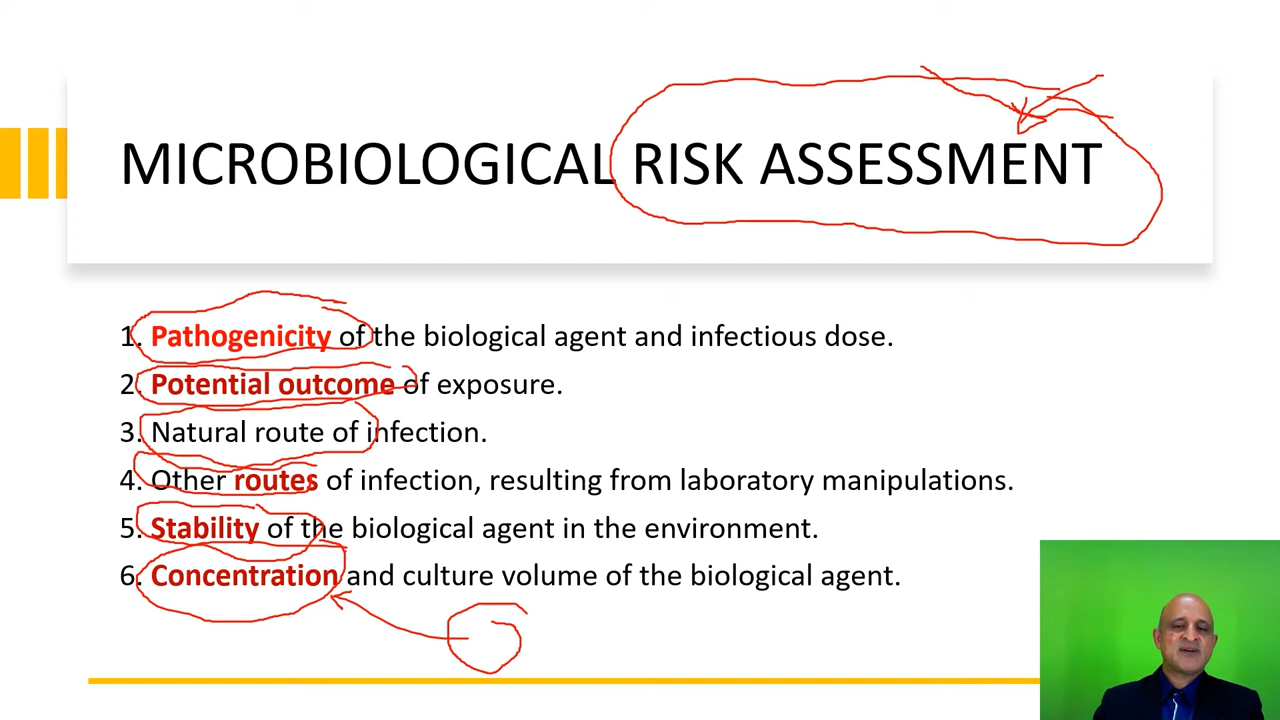 MICROBIOLOGICAL RISK ASSESSMENT
1. Pathogenicity of the biological agent and infectious dose.
2. Potential outcome of exposure.
3. Natural route of infection.
4. Other routes of infection, resulting from laboratory manipulations.
5. Stability of the biological agent in the environment.
6. Concentration and culture volume of the biological agent.